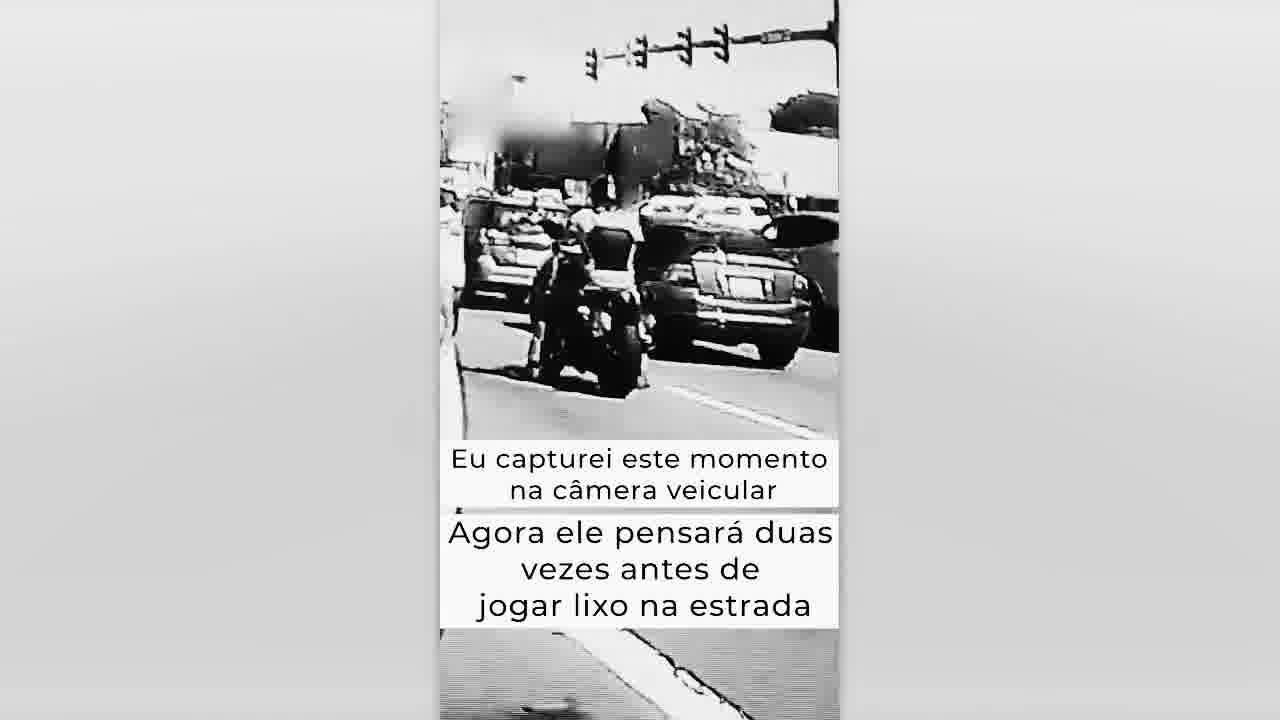 Eu capturei este momento
na câmera veicular
Agora ele pensará duas
vezes antes de
jogar lixo na estrada